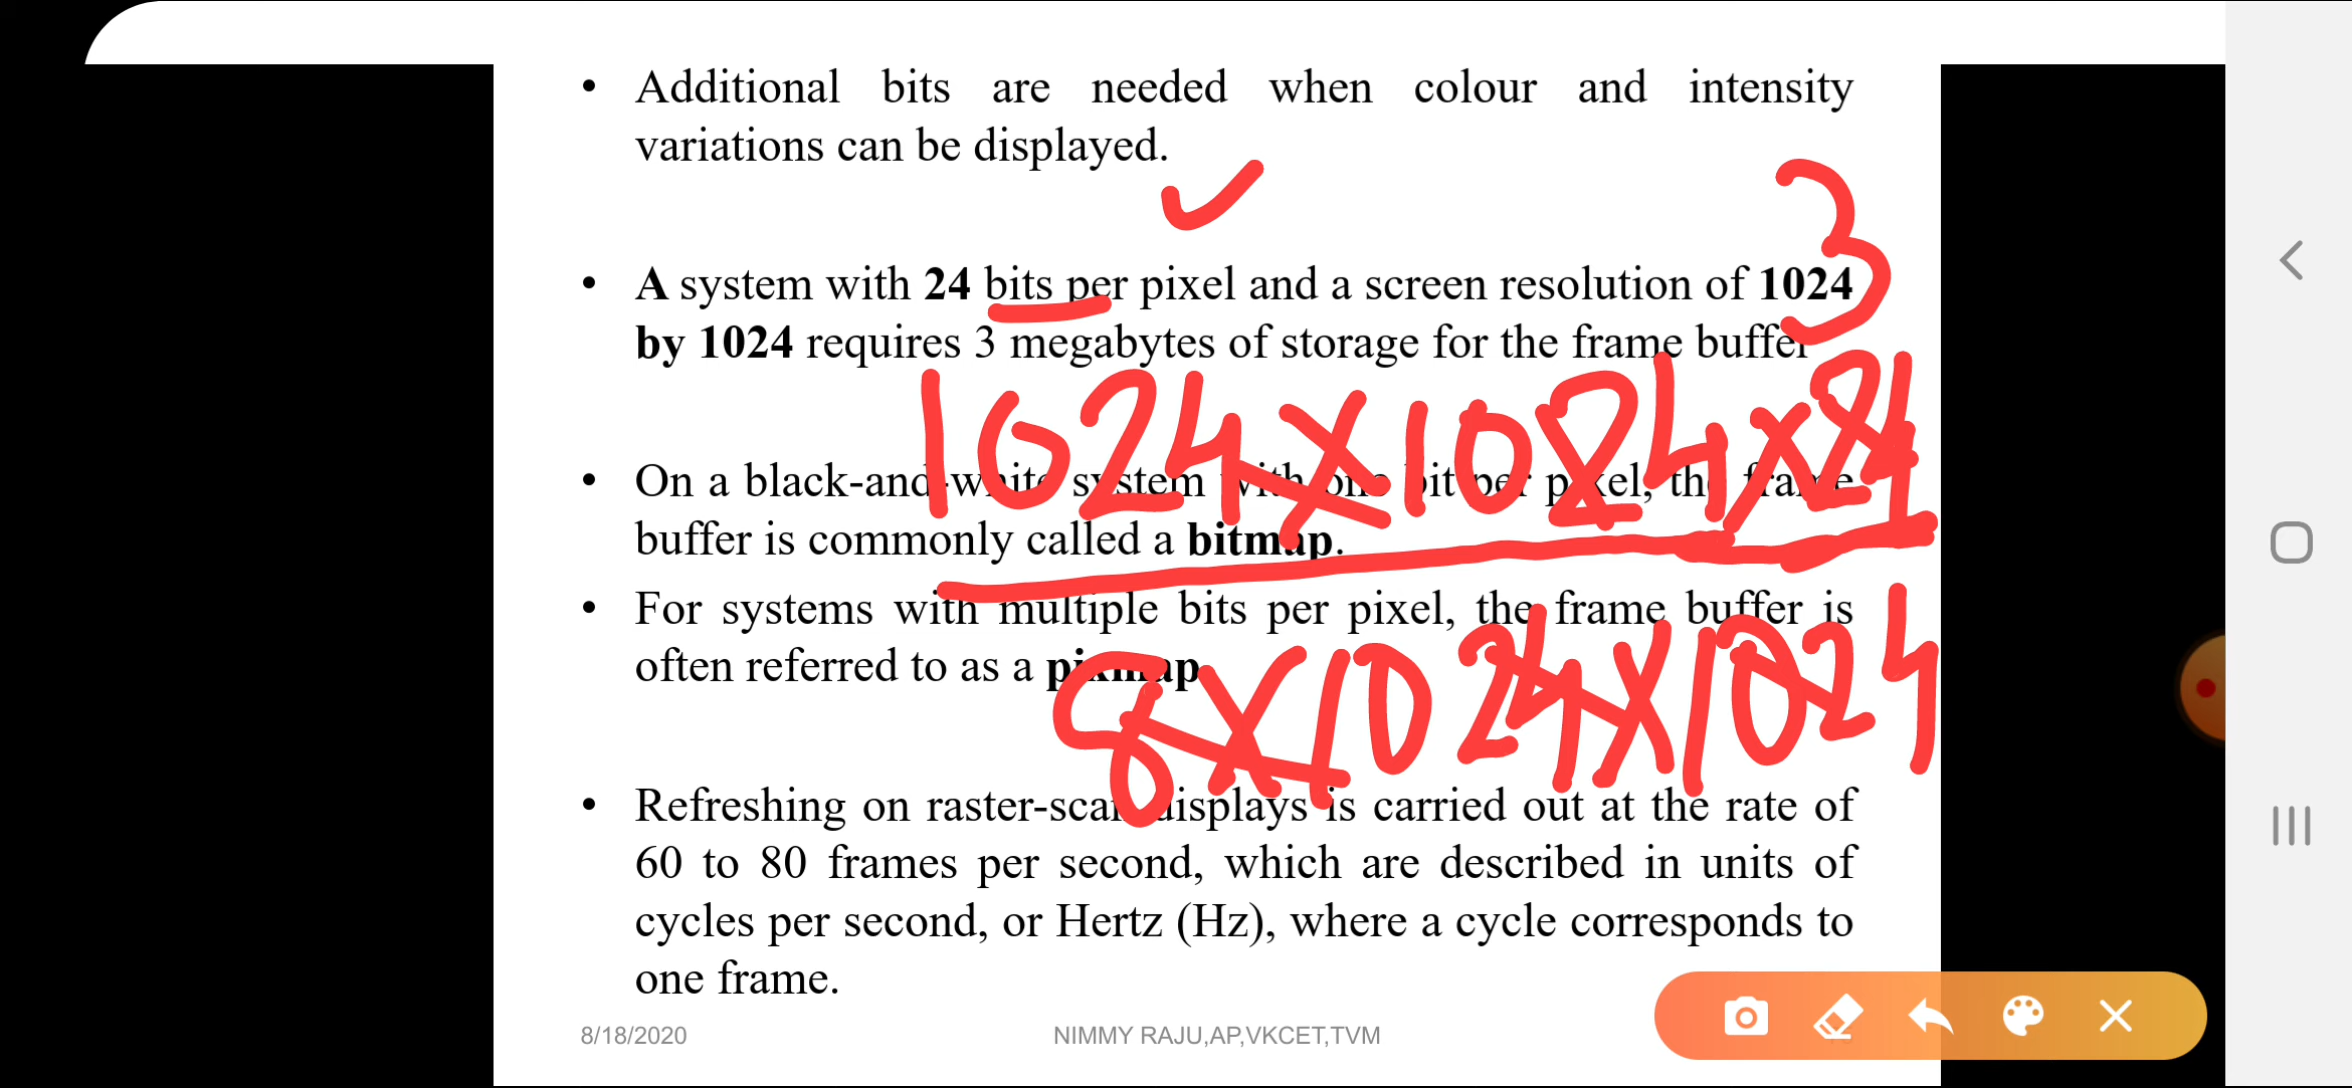 • Additional bits are needed when colour and intensity
variations can be displayed.
3
• A system with 24 bits per pixel and a screen resolution of 1024
by 1024 requires 3 megabytes of storage for the frame buffer
1024X1024x24
• On a black-and-white system with one bit per pixel, the frame
buffer is commonly called a bitmap.
• For systems with multiple bits per pixel, the frame buffer is
often referred to as a pixmap
8X1024X1024
• Refreshing on raster-scan displays is carried out at the rate of
60 to 80 frames per second, which are described in units of
cycles per second, or Hertz (Hz), where a cycle corresponds to
one frame.
8/18/2020
NIMMY RAJU,AP,VKCET,TVM